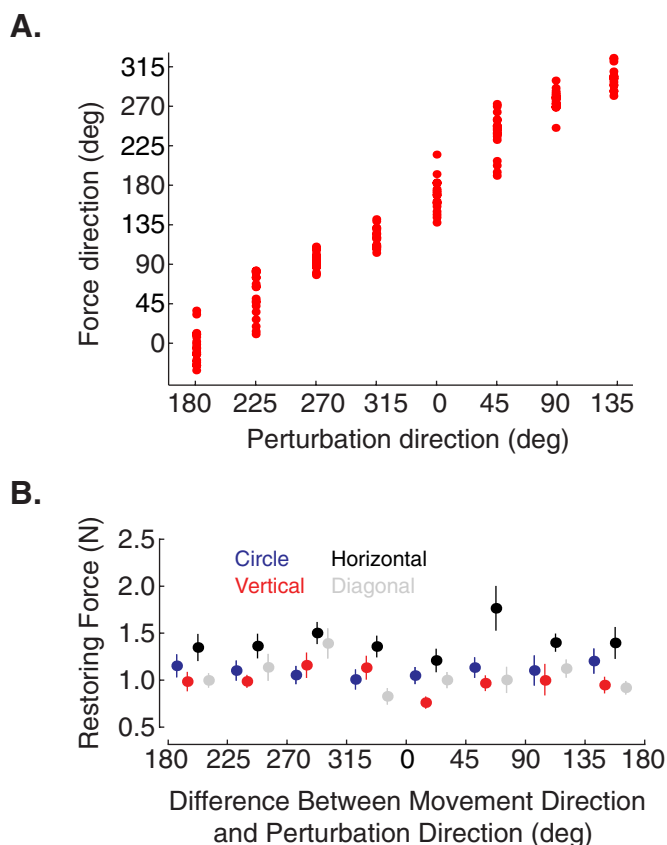 A.
Force direction (deg)
315
270
225
180
135
90
45
0
180 225 270 315 0 45 90 135
Perturbation direction (deg)
B.
Restoring Force (N)
2.5
2.0
1.5
1.0
0.5
Circle Horizontal
Vertical Diagonal
180 225 270 315 0 45 90 135 180
Difference Between Movement Direction
and Perturbation Direction (deg)